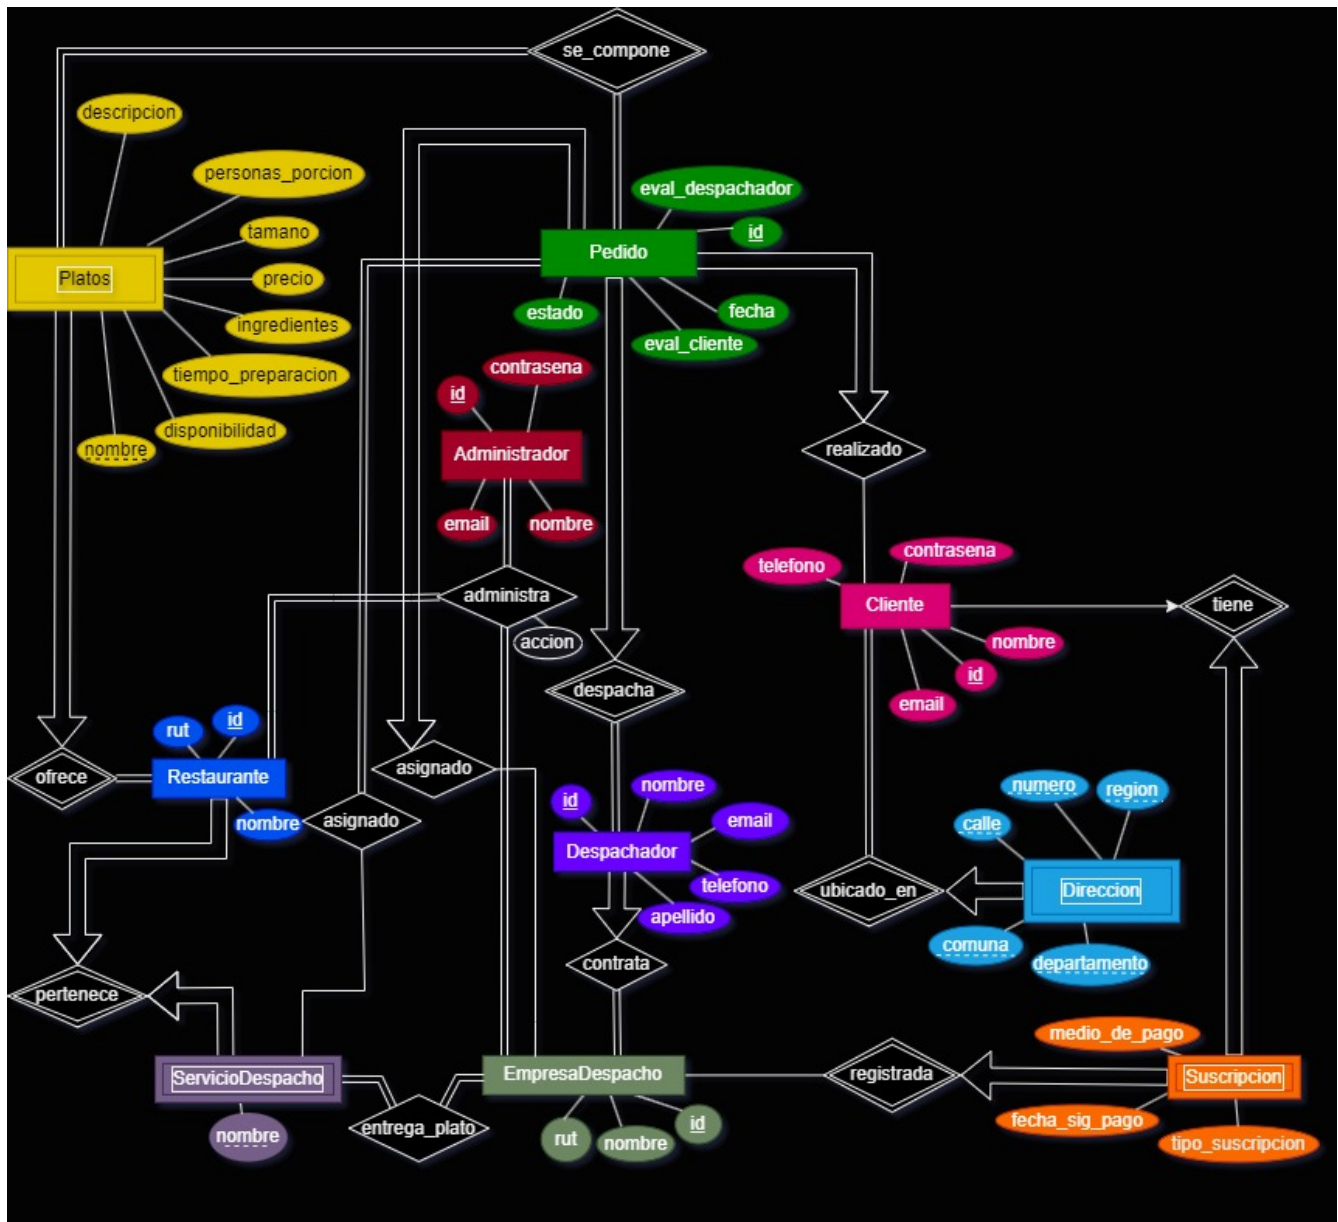 se_compone
descripcion
personas_porcion
eval_despachador
tamano
id
Pedido
Platos
precio
estado
fecha
ingredientes
eval_cliente
contrasena
tiempo_preparacion
id
disponibilidad
nombre
Administrador
realizado
email
nombre
contrasena
telefono
administra
Cliente
tiene
accion
nombre
id
despacha
email
rut
id
asignado
ofrece
Restaurante
nombre
numero
region
id
nombre
asignado
email
calle
Despachador
telefono
ubicado_en
Direccion
apellido
comuna
contrata
departamento
pertenece
medio_de_pago
ServicioDespacho
EmpresaDespacho
registrada
Suscripcion
fecha_sig_pago
entrega_plato
id
nombre
rut
nombre
tipo_suscripcion